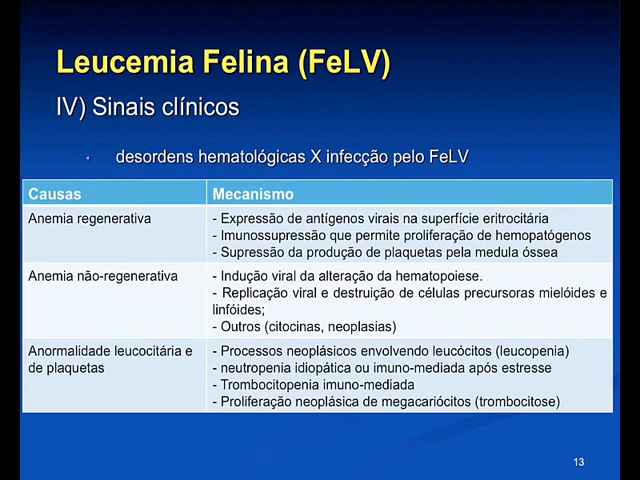 Leucemia Felina (FeLV)
IV) Sinais clínicos
· desordens hematológicas X infecção pelo FeLV
Causas Mecanismo
Anemia regenerativa - Expressão de antígenos virais na superfície eritrocitária
- Imunossupressão que permite proliferação de hemopatógenos
- Supressão da produção de plaquetas pela medula óssea
Anemia não-regenerativa - Indução viral da alteração da hematopoiese.
- Replicação viral e destruição de células precursoras mielóides e
linfóides;
- Outros (citocinas, neoplasias)
Anormalidade leucocitária e - Processos neoplásicos envolvendo leucócitos (leucopenia)
de plaquetas - neutropenia idiopática ou imuno-mediada após estresse
- Trombocitopenia imuno-mediada
- Proliferação neoplásica de megacariócitos (trombocitose)
13